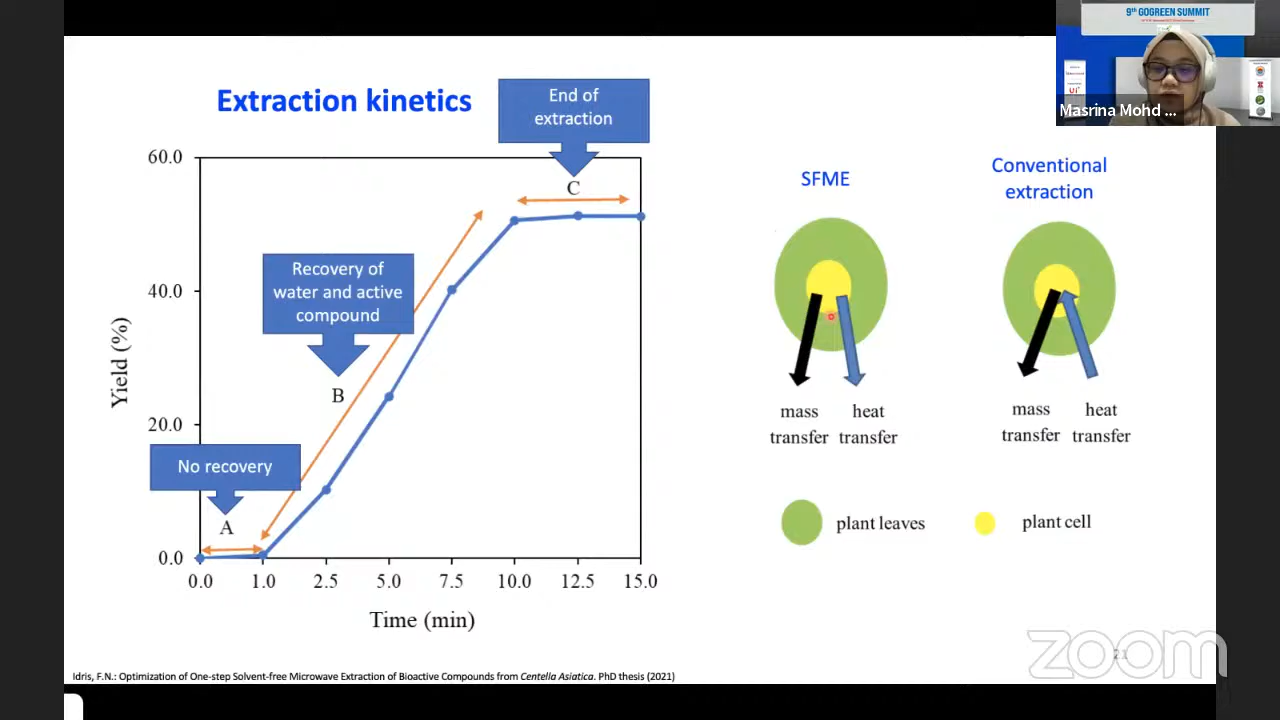 9th GOGREEN SUMMIT
Masrina Mohd ...
Extraction kinetics
End of
extraction
C
Recovery of
water and active
compound
B
No recovery
A
60.0
40.0
20.0
0.0
Yield (%)
0.0 1.0 2.5 5.0 7.5 10.0 12.5 15.0
Time (min)
SFME
Conventional
extraction
mass
transfer
heat
transfer
mass
transfer
heat
transfer
plant leaves
plant cell
21
zoom
Idris, F.N.: Optimization of One-step Solvent-free Microwave Extraction of Bioactive Compounds from Centella Asiatica. PhD thesis (2021)